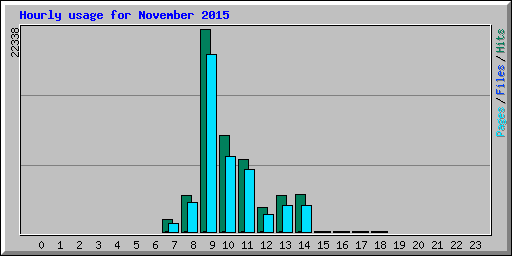 Hourly usage for November 2015
22338
Pages/Files/Hits
0 1 2 3 4 5 6 7 8 9 10 11 12 13 14 15 16 17 18 19 20 21 22 23